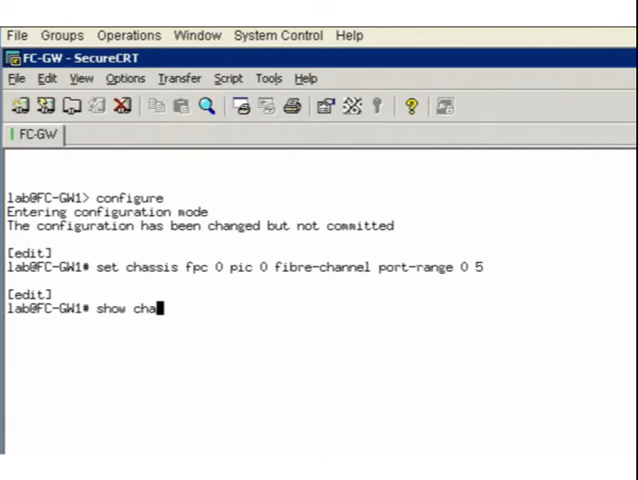 File Groups Operations Window System Control Help
FC-GW - SecureCRT
File Edit View Options Transfer Script Tools Help
FC-GW
lab@FC-GW1> configure
Entering configuration mode
The configuration has been changed but not committed
[edit]
lab@FC-GW1# set chassis fpc 0 pic 0 fibre-channel port-range 0 5
[edit]
lab@FC-GW1# show cha